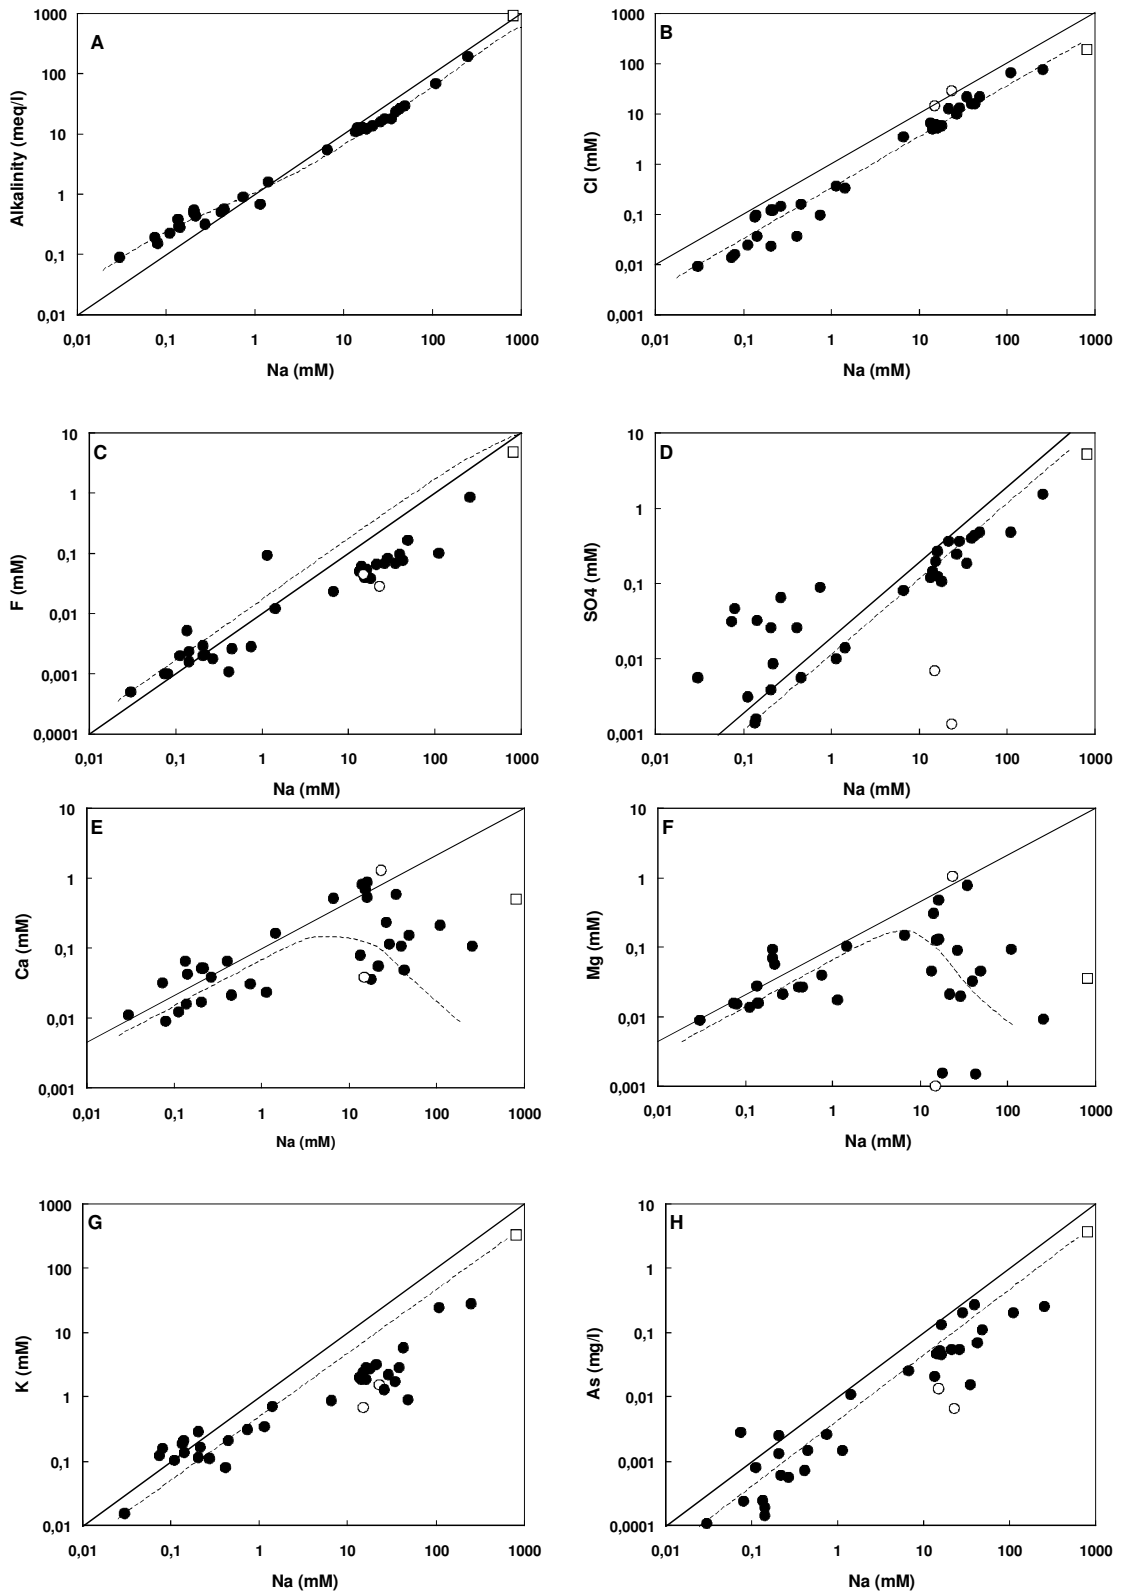 A
Alkalinity (meq/l)
1000
100
10
1
0,1
0,01
0,01 0,1 1 10 100 1000
Na (mM)
B
Cl (mM)
1000
100
10
1
0,1
0,01
0,001
0,01 0,1 1 10 100 1000
Na (mM)
C
F (mM)
10
1
0,1
0,01
0,001
0,0001
0,01 0,1 1 10 100 1000
Na (mM)
D
SO4 (mM)
10
1
0,1
0,01
0,001
0,01 0,1 1 10 100 1000
Na (mM)
E
Ca (mM)
10
1
0,1
0,01
0,001
0,01 0,1 1 10 100 1000
Na (mM)
F
Mg (mM)
10
1
0,1
0,01
0,001
0,01 0,1 1 10 100 1000
Na (mM)
G
K (mM)
1000
100
10
1
0,1
0,01
0,01 0,1 1 10 100 1000
Na (mM)
H
As (mg/l)
10
1
0,1
0,01
0,001
0,0001
0,01 0,1 1 10 100 1000
Na (mM)